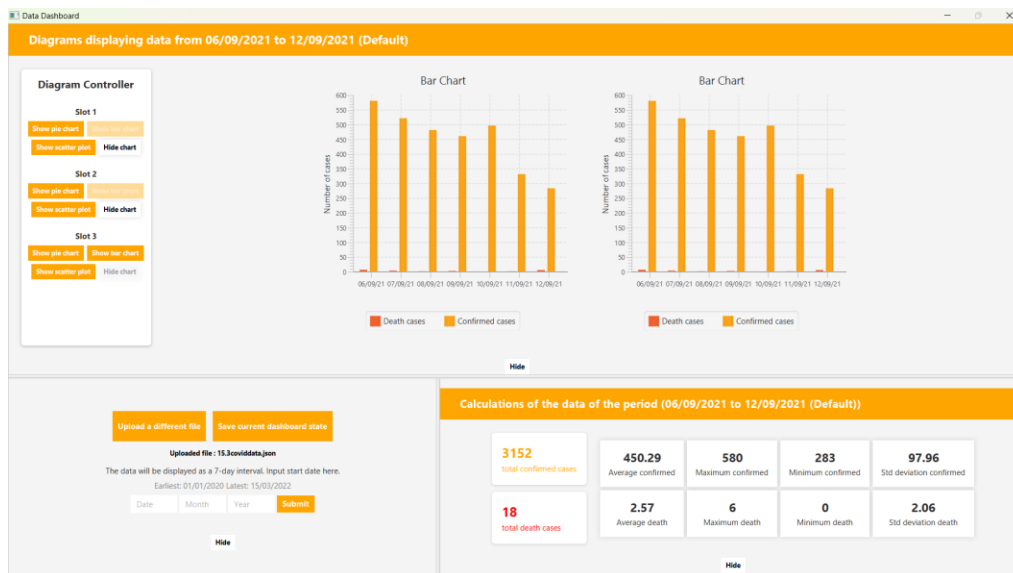 Data Dashboard
Diagrams displaying data from 06/09/2021 to 12/09/2021 (Default)
Diagram Controller
Slot 1
Show pie chart Show bar chart
Show scatter plot Hide chart
Slot 2
Show pie chart Show bar chart
Show scatter plot Hide chart
Slot 3
Show pie chart Show bar chart
Show scatter plot Hide chart
Bar Chart
Number of cases
600
550
500
450
400
350
300
250
200
150
100
50
0
06/09/21 07/09/21 08/09/21 09/09/21 10/09/21 11/09/21 12/09/21
Death cases Confirmed cases
Bar Chart
Number of cases
600
550
500
450
400
350
300
250
200
150
100
50
0
06/09/21 07/09/21 08/09/21 09/09/21 10/09/21 11/09/21 12/09/21
Death cases Confirmed cases
Hide
Upload a different file Save current dashboard state
Uploaded file : 15.3coviddata.json
The data will be displayed as a 7-day interval. Input start date here.
Earliest: 01/01/2020 Latest: 15/03/2022
Date Month Year Submit
Hide
Calculations of the data of the period (06/09/2021 to 12/09/2021 (Default))
3152
total confirmed cases
18
total death cases
450.29 580 283 97.96
Average confirmed Maximum confirmed Minimum confirmed Std deviation confirmed
2.57 6 0 2.06
Average death Maximum death Minimum death Std deviation death
Hide